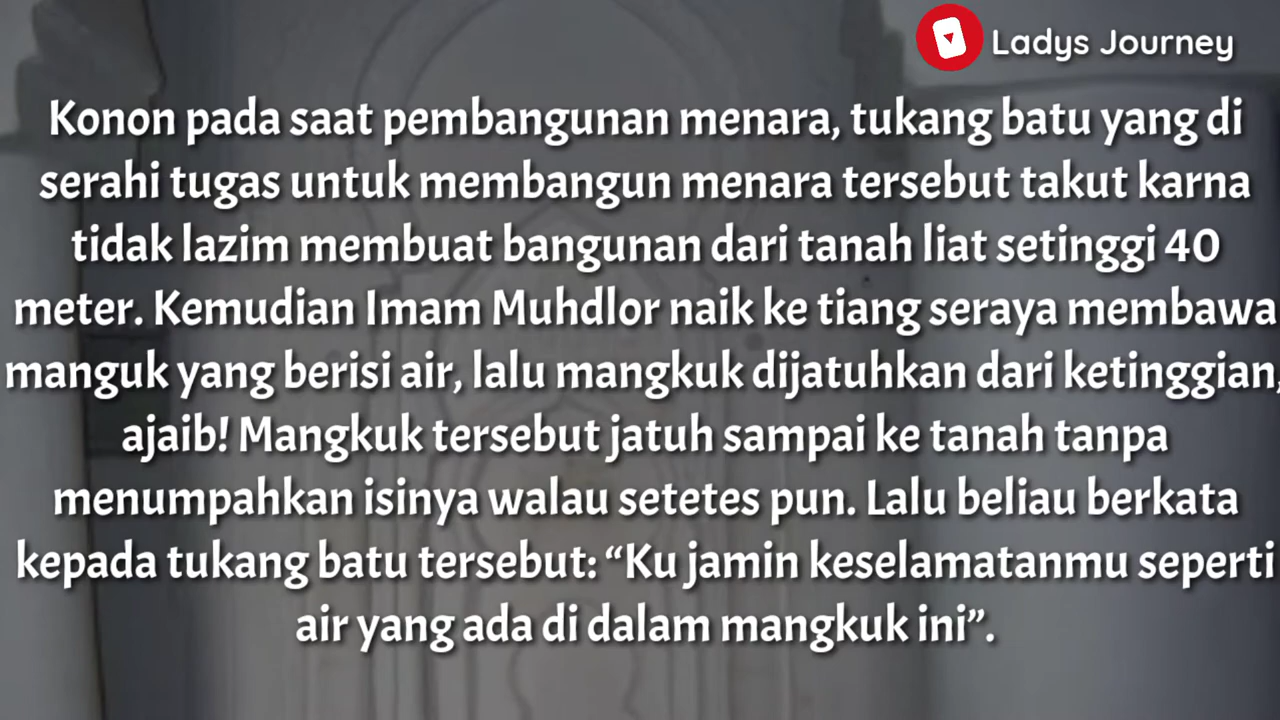 Ladys Journey
Konon pada saat pembangunan menara, tukang batu yang di
serahi tugas untuk membangun menara tersebut takut karna
tidak lazim membuat bangunan dari tanah liat setinggi 40
meter. Kemudian Imam Muhdlor naik ke tiang seraya membawa
manguk yang berisi air, lalu mangkuk dijatuhkan dari ketinggian,
ajaib! Mangkuk tersebut jatuh sampai ke tanah tanpa
menumpahkan isinya walau setetes pun. Lalu beliau berkata
kepada tukang batu tersebut: “Ku jamin keselamatanmu seperti
air yang ada di dalam mangkuk ini”.